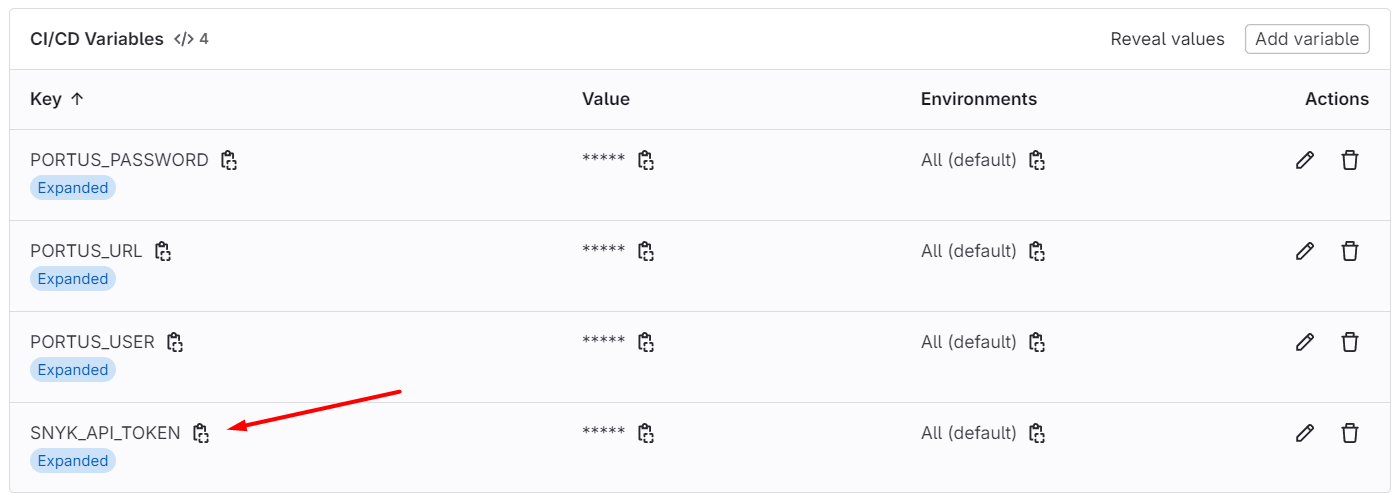 CI/CD Variables </> 4 Reveal values Add variable
Key ↑ Value Environments Actions
PORTUS_PASSWORD ***** All (default)
Expanded
PORTUS_URL ***** All (default)
Expanded
PORTUS_USER ***** All (default)
Expanded
SNYK_API_TOKEN ***** All (default)
Expanded